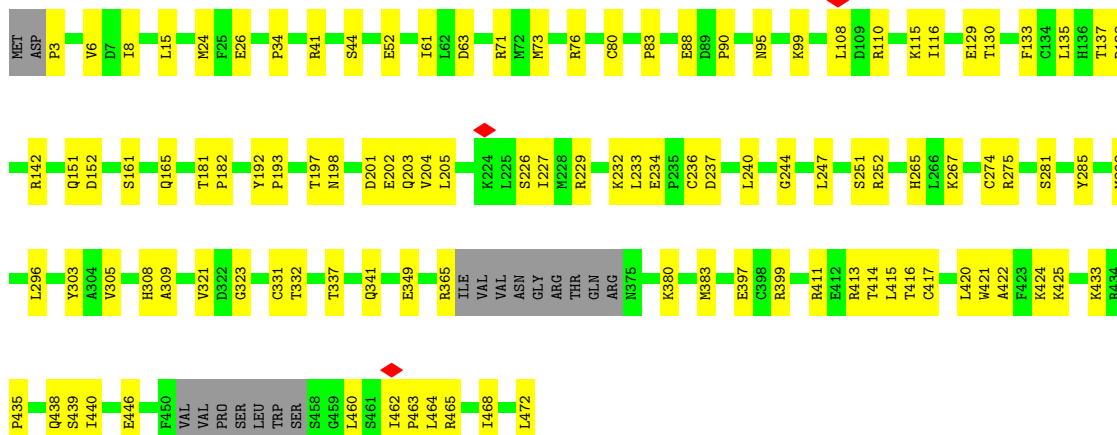 MET ASP P3 V6 D7 I8 L15 M24 F25 E26 P34 R41 S44 E52 I61 L62 D63 R71 M72 M73 R76 C80 P83 E88 D89 P90 N95 K99 L108 D109 R110 K115 I116 E129 T130 F133 C134 L135 H136 T137
R142 Q151 D152 S161 Q165 T181 P182 Y192 P193 T197 N198 D201 E202 Q203 V204 L205 K224 L225 S226 I227 M228 R229 K232 L233 E234 P235 C236 D237 L240 G244 L247 S251 R252 H265 L266 K267 C274 R275 S281 Y285
L296 Y303 A304 V305 H308 A309 V321 D322 G323 C331 T332 T337 Q341 E349 R365 ILE VAL VAL ASN GLY ARG THR GLN ARG N375 K380 M383 E397 C398 R399 R411 E412 R413 T414 L415 T416 C417 L420 W421 A422 F423 K424 K425 K433 R434
P435 Q438 S439 I440 E446 F450 VAL VAL PRO SER LEU TRP SER S458 G459 L460 S461 I462 P463 L464 R465 I468 L472